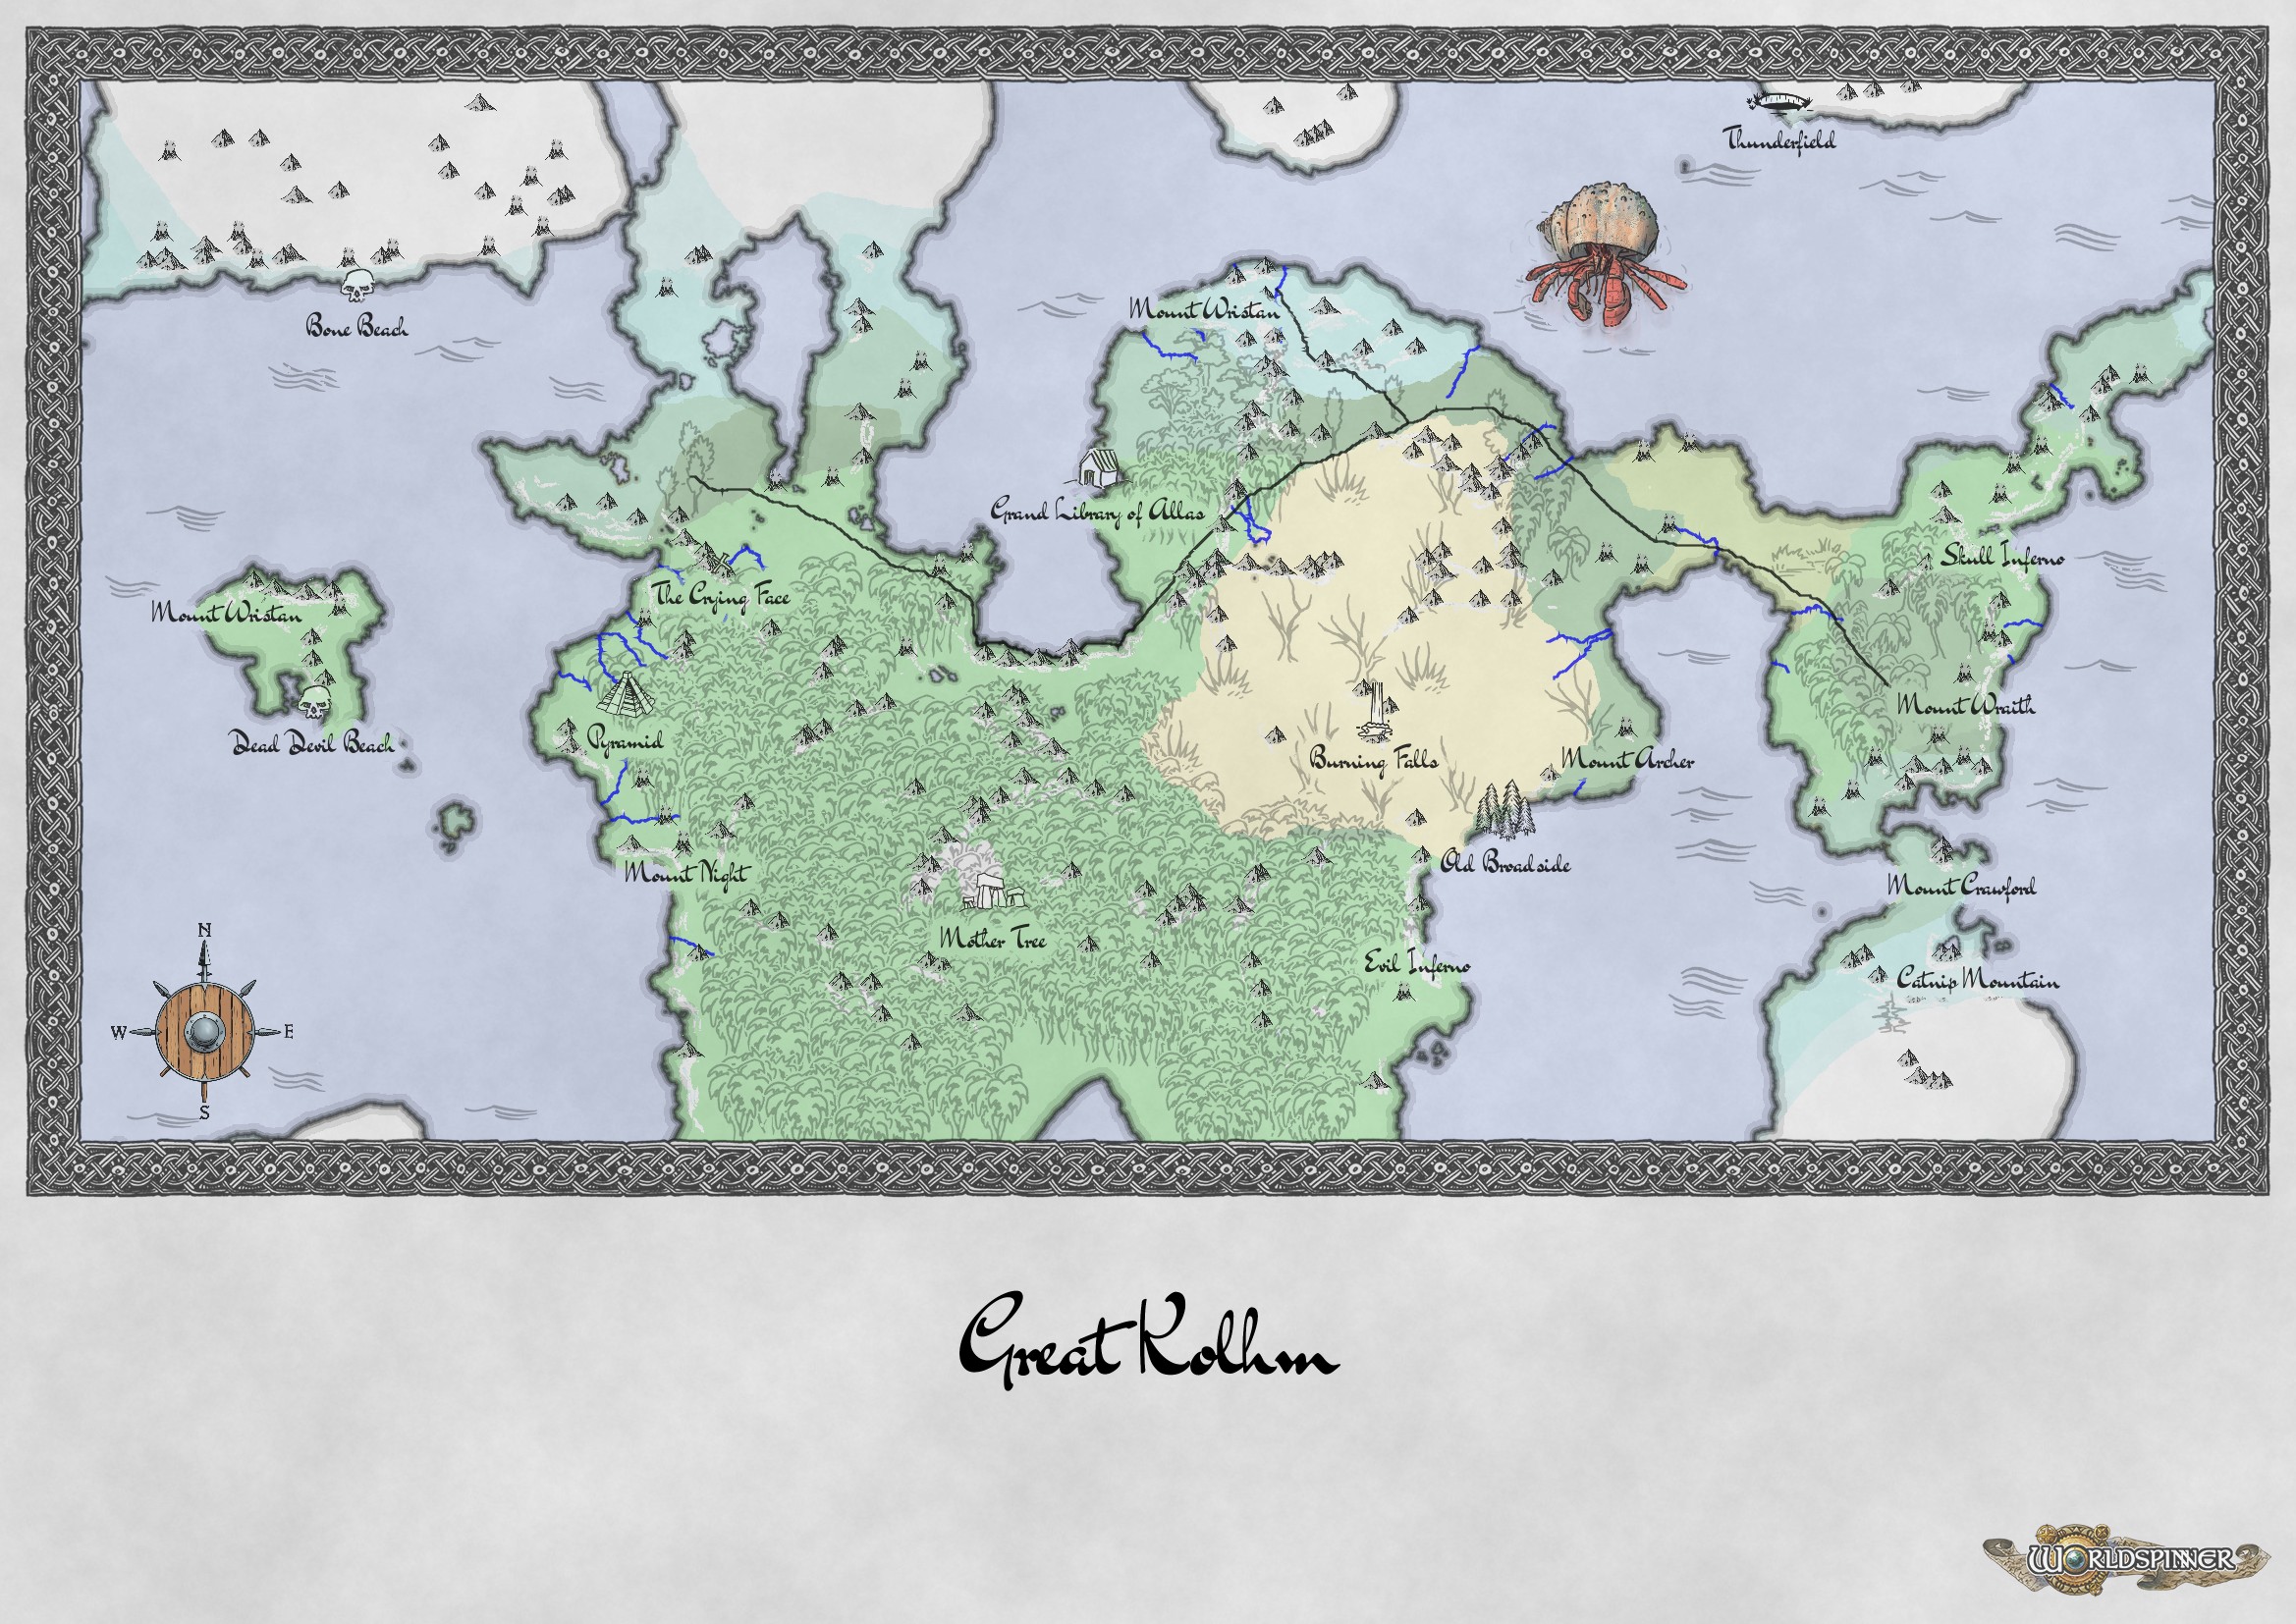 Thunderfield
Mount Wristan
Bone Beach
Grand Library of Allas
Skull Inferno
The Crying Face
Mount Wristan
Mount Wraith
Pyramid
Dead Devil Beach
Burning Falls
Mount Archer
Old Broadside
Mount Night
Mount Crawford
Mother Tree
Evil Inferno
Catnip Mountain
N
W
E
S
Great Kolhm
WORLDSPINNER